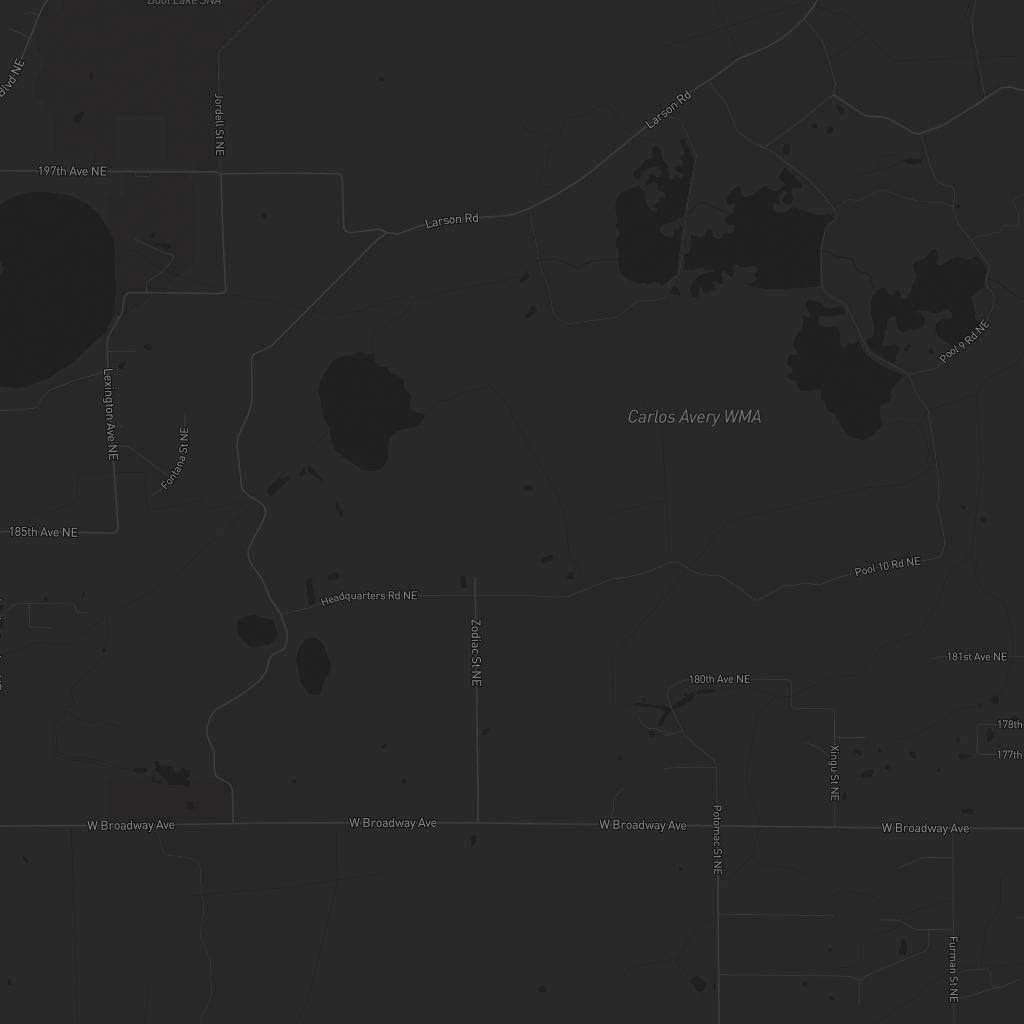 Boot Lake SNA
Blvd NE
Jordell St NE
Larson Rd
197th Ave NE
Larson Rd
Pool 9 Rd NE
Lexington Ave NE
Carlos Avery WMA
Fontana St NE
185th Ave NE
Pool 10 Rd NE
Headquarters Rd NE
Zodiac St NE
181st Ave NE
180th Ave NE
178th
177th
Xingu St NE
W Broadway Ave
W Broadway Ave
W Broadway Ave
W Broadway Ave
Potomac St NE
Furman St NE